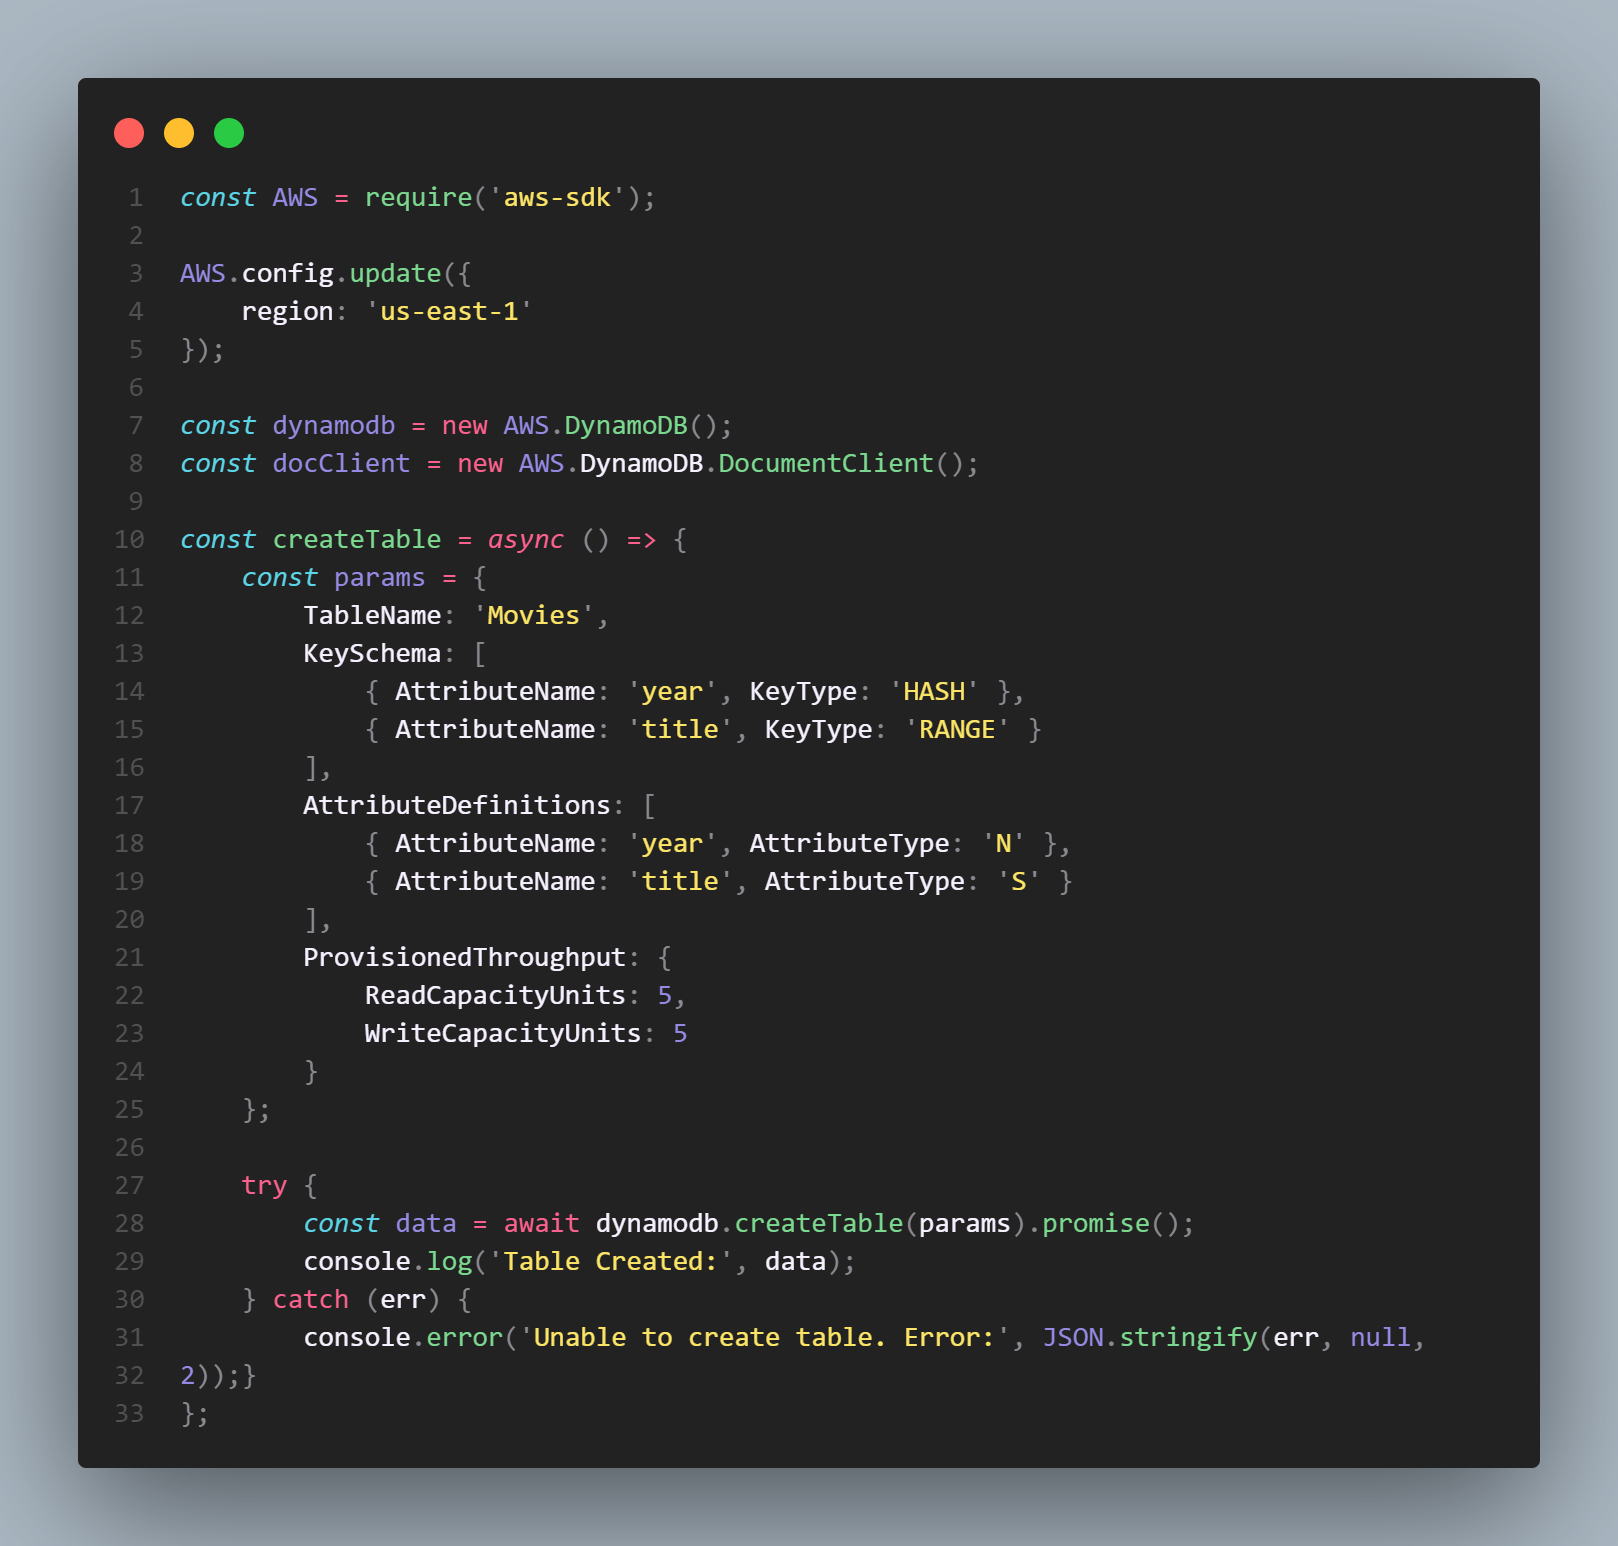 1 const AWS = require('aws-sdk');
2
3 AWS.config.update({
4     region: 'us-east-1'
5 });
6
7 const dynamodb = new AWS.DynamoDB();
8 const docClient = new AWS.DynamoDB.DocumentClient();
9
10 const createTable = async () => {
11     const params = {
12         TableName: 'Movies',
13         KeySchema: [
14             { AttributeName: 'year', KeyType: 'HASH' },
15             { AttributeName: 'title', KeyType: 'RANGE' }
16         ],
17         AttributeDefinitions: [
18             { AttributeName: 'year', AttributeType: 'N' },
19             { AttributeName: 'title', AttributeType: 'S' }
20         ],
21         ProvisionedThroughput: {
22             ReadCapacityUnits: 5,
23             WriteCapacityUnits: 5
24         }
25     };
26
27     try {
28         const data = await dynamodb.createTable(params).promise();
29         console.log('Table Created:', data);
30     } catch (err) {
31         console.error('Unable to create table. Error:', JSON.stringify(err, null,
32 2));}
33 };